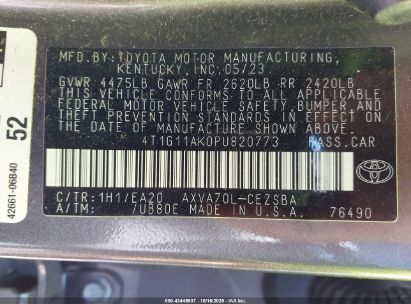 MFD.BY:TOYOTA MOTOR MANUFACTURING,
KENTUCKY, INC. 05/23
GVWR 4475LB GAWR FR 2620LB RR 2420LB
THIS VEHICLE CONFORMS TO ALL APPLICABLE
FEDERAL MOTOR VEHICLE SAFETY, BUMPER, AND
THEFT PREVENTION STANDARDS IN EFFECT ON
THE DATE OF MANUFACTURE SHOWN ABOVE.
4T1G11AK0PU820773 PASS.CAR
C/TR:1H1/EA20 AXVA70L-CEZSBA
A/TM: /UB80E MADE IN U.S.A. 76490
TOYOTA
52
42661-06840